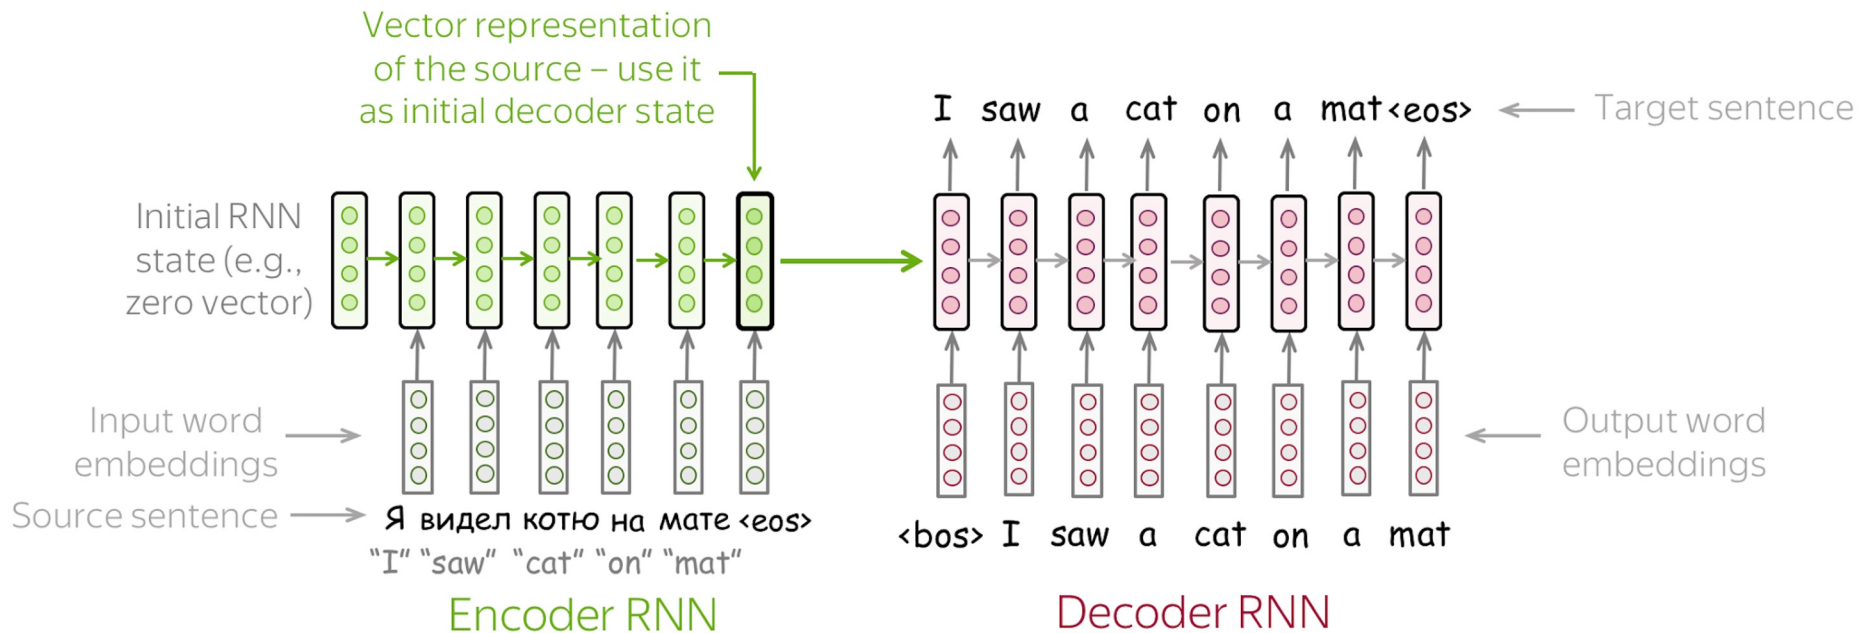 Vector representation
of the source – use it
as initial decoder state
I saw a cat on a mat <eos>
Target sentence
Initial RNN
state (e.g.,
zero vector)
Input word
embeddings
Output word
embeddings
Source sentence
Я видел котю на мате <eos>
"I" "saw" "cat" "on" "mat"
<bos> I saw a cat on a mat
Encoder RNN
Decoder RNN